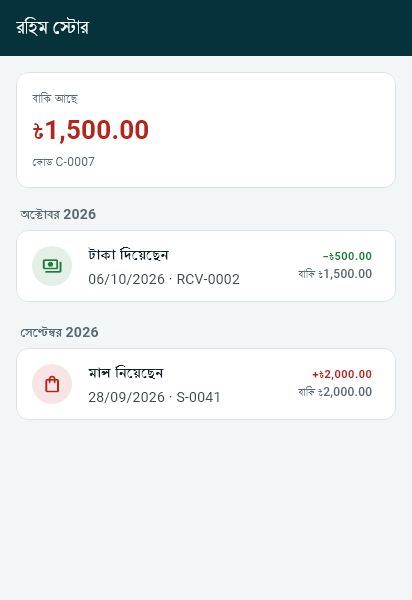 রহিম স্টোর
বাকি আছে
৳1,500.00
কোড C-0007
অক্টোবর 2026
টাকা দিয়েছেন
−৳500.00
06/10/2026 · RCV-0002
বাকি ৳1,500.00
সেপ্টেম্বর 2026
মাল নিয়েছেন
+৳2,000.00
28/09/2026 · S-0041
বাকি ৳2,000.00